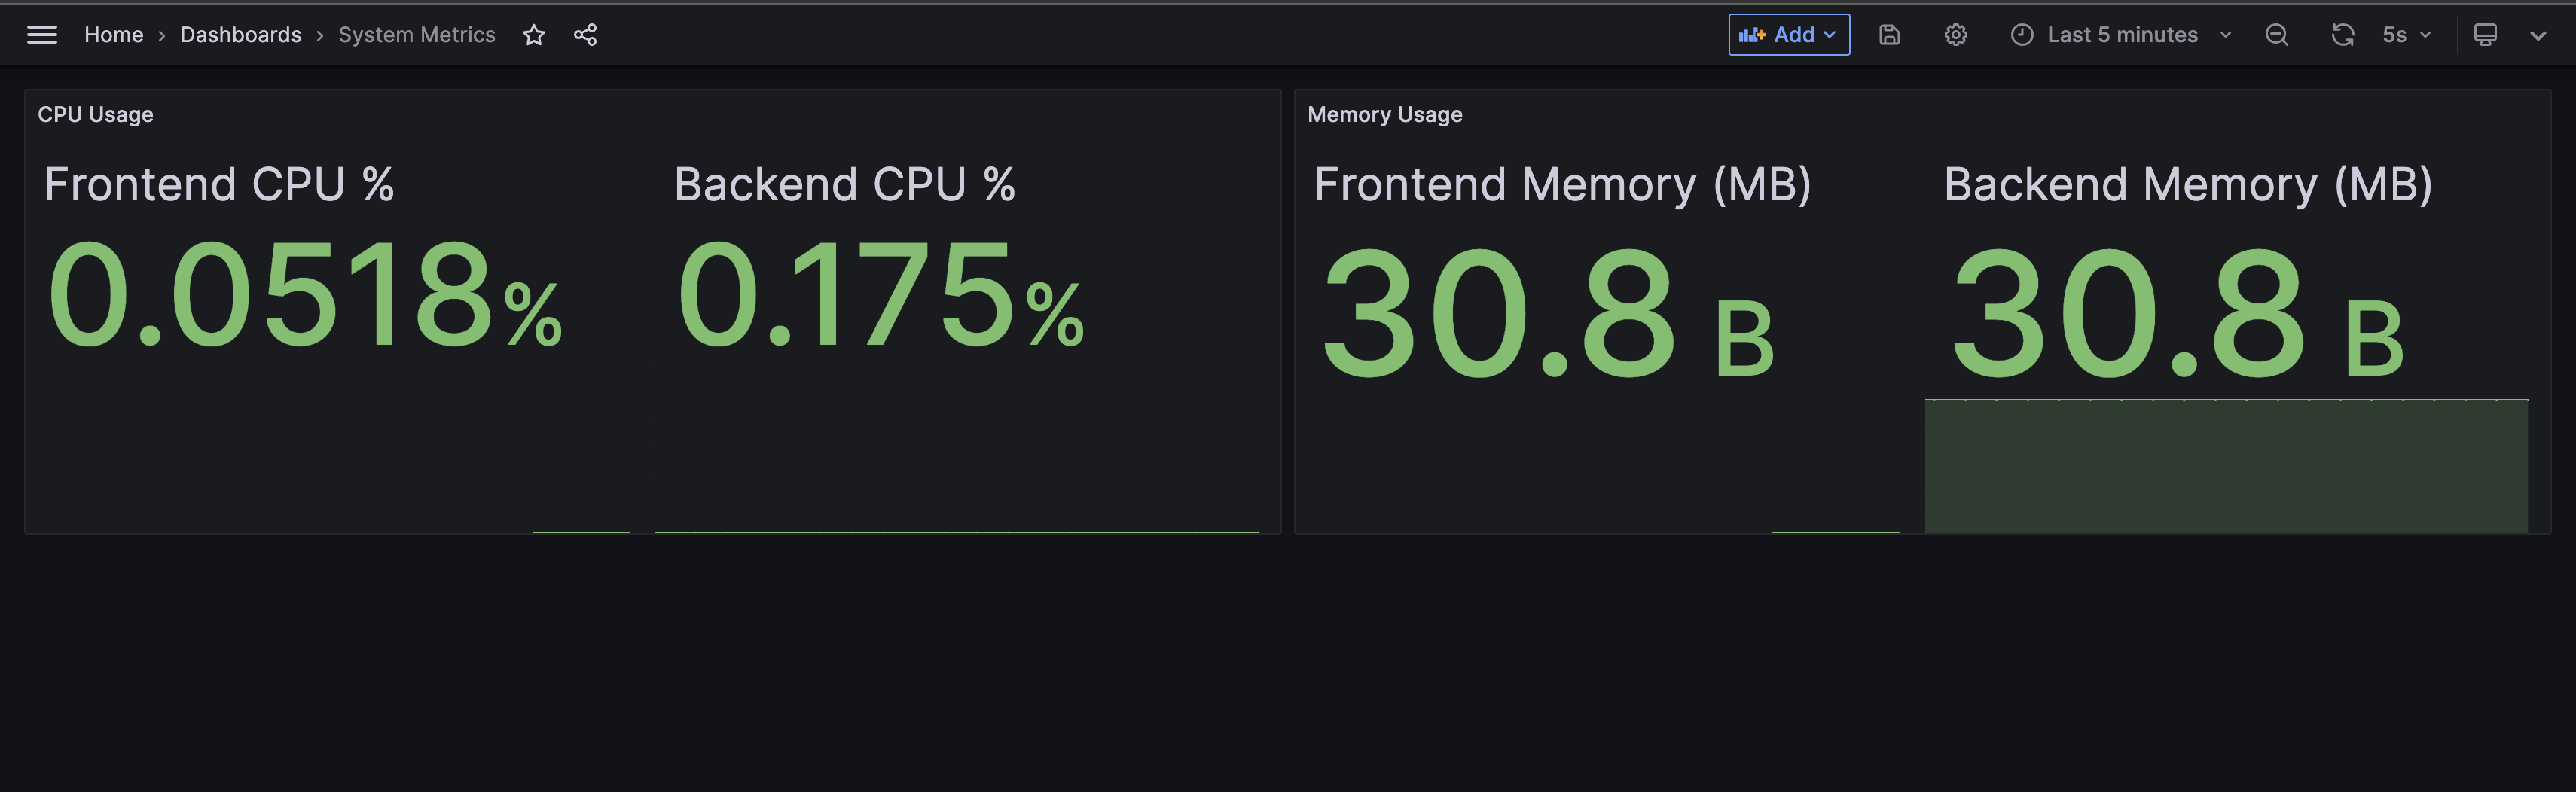 Home › Dashboards › System Metrics
Add
Last 5 minutes
5s
CPU Usage
Frontend CPU %
0.0518%
Backend CPU %
0.175%
Memory Usage
Frontend Memory (MB)
30.8 B
Backend Memory (MB)
30.8 B